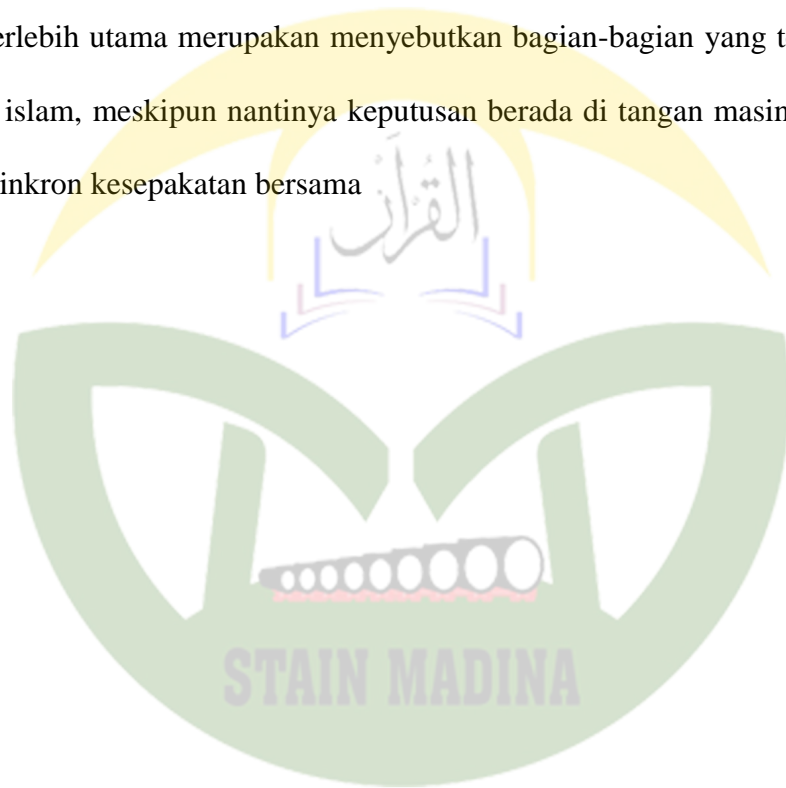 erlebih utama merupakan menyebutkan bagian-bagian yang t
islam, meskipun nantinya keputusan berada di tangan masin
inkron kesepakatan bersama
القرآن
STAIN MADINA